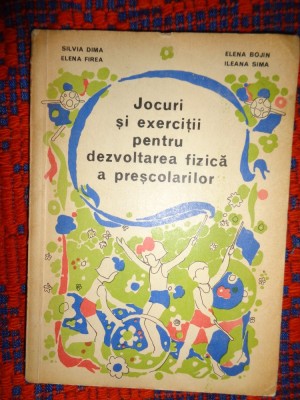 SILVIA DIMA
ELENA FIREA
ELENA BOJIN
ILEANA SIMA
Jocuri
și exerciții
pentru
dezvoltarea fizică
a preșcolarilor